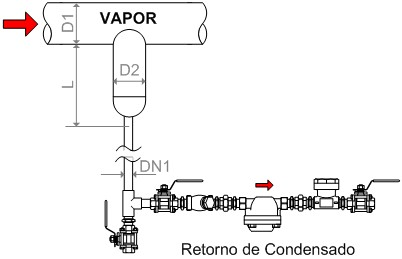 D1
VAPOR
L
D2
DN1
Retorno de Condensado